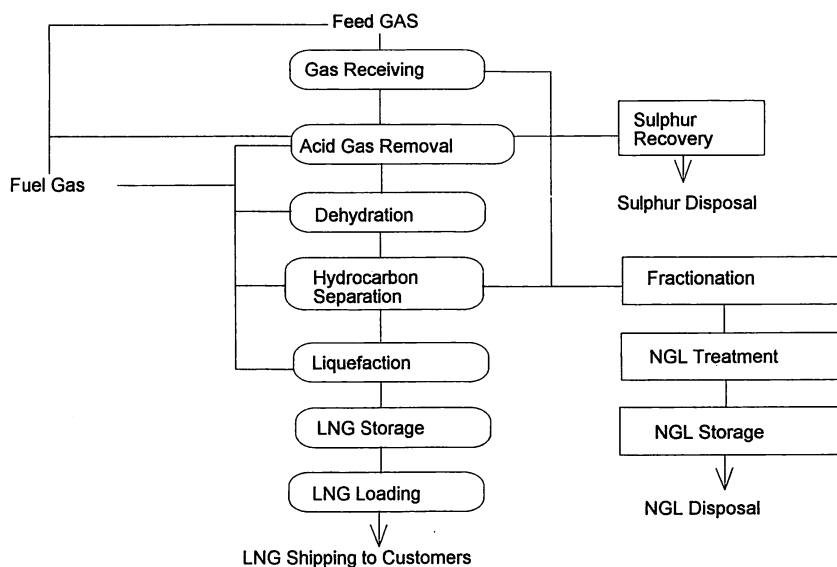 Feed GAS
Gas Receiving
Acid Gas Removal
Sulphur
Recovery
Fuel Gas
Sulphur Disposal
Dehydration
Hydrocarbon
Separation
Fractionation
Liquefaction
NGL Treatment
LNG Storage
NGL Storage
LNG Loading
NGL Disposal
LNG Shipping to Customers